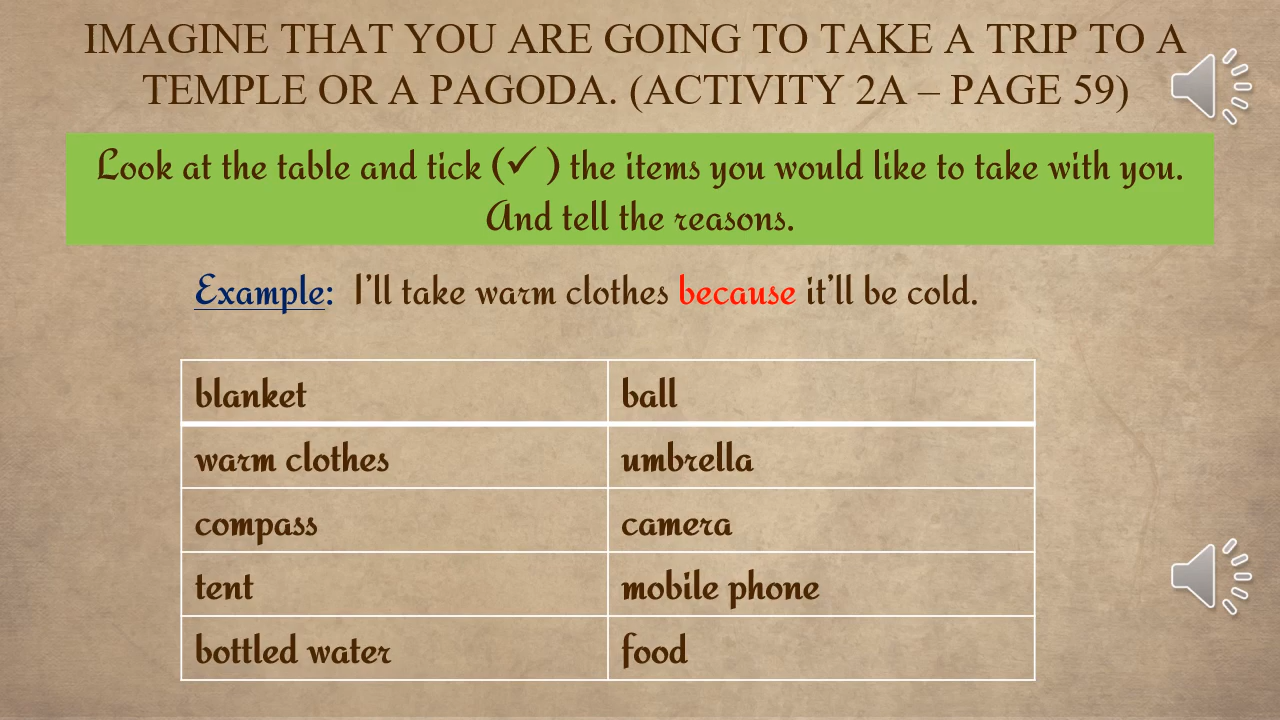 IMAGINE THAT YOU ARE GOING TO TAKE A TRIP TO A
TEMPLE OR A PAGODA. (ACTIVITY 2A – PAGE 59)
Look at the table and tick (✓ ) the items you would like to take with you.
And tell the reasons.
Example: I'll take warm clothes because it'll be cold.
blanket ball
warm clothes umbrella
compass camera
tent mobile phone
bottled water food